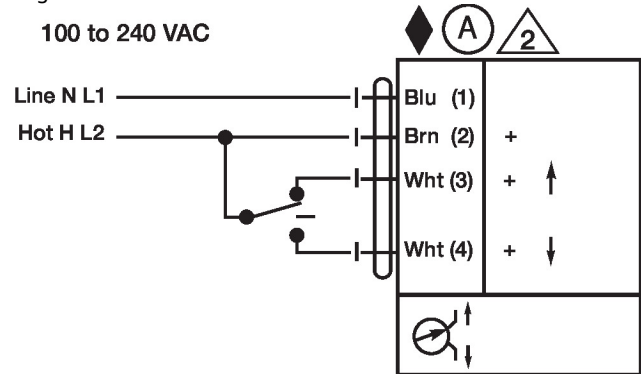 100 to 240 VAC
A
2
Line N L1
Blu (1)
Hot H L2
Brn (2) +
Wht (3) +
Wht (4) +